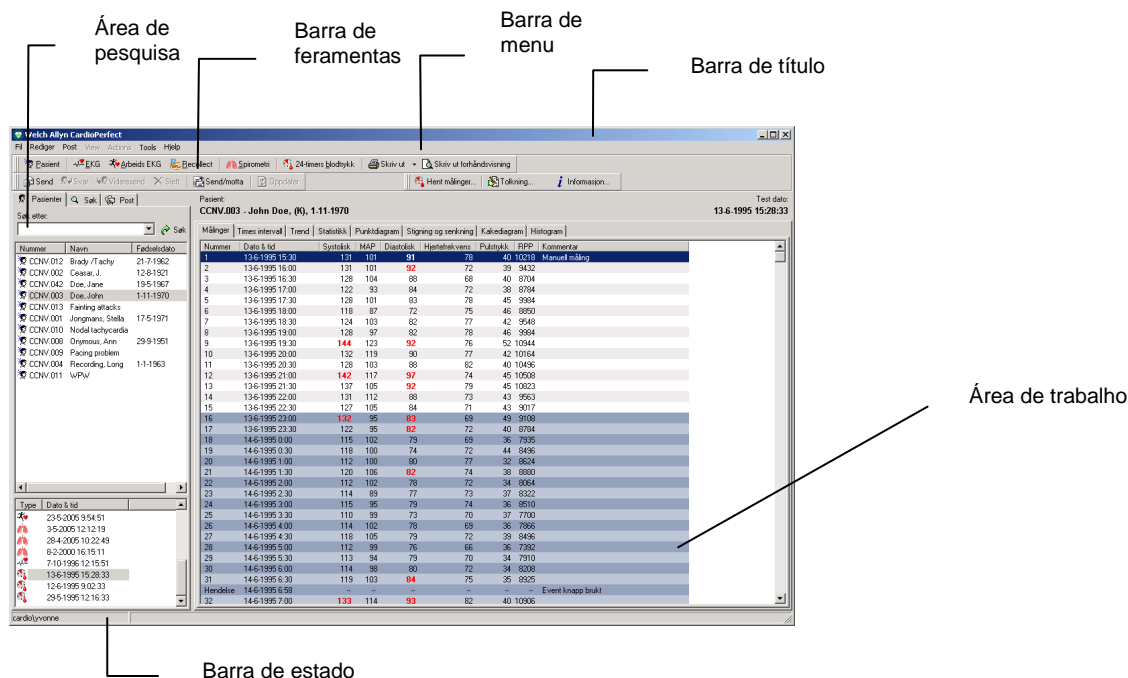 Área de
pesquisa
Barra de
feramentas
Barra de
menu
Barra de título
Welch Allyn CardioPerfect
Fil Rediger Post View Actions Tools Hjelp
Pasient EKG Arbeids EKG Recollect Spirometri 24-timers blodtrykk Skriv ut Skriv ut forhåndsvisning
Send Svar Videresend Slett Send/motta Oppdater Hent målinger... Tolkning... Informasjon...
Pasienter Søk Post
Søk etter:
Søk
Nummer Navn Fødselsdato
CCNV.012 Brady /Tachy 21-7-1962
CCNV.002 Ceasar, J. 12-8-1921
CCNV.042 Doe, Jane 19-5-1967
CCNV.003 Doe, John 1-11-1970
CCNV.013 Fainting attacks
CCNV.001 Jongmans, Stella 17-5-1971
CCNV.010 Nodal tachycardia
CCNV.008 Onymous, Ann 29-9-1951
CCNV.009 Pacing problem
CCNV.004 Recording, Long 1-1-1963
CCNV.011 WPW
Type Dato & tid
23-5-2005 9:54:51
3-5-2005 12:12:19
28-4-2005 10:22:49
8-2-2000 16:15:11
7-10-1996 12:15:51
13-6-1995 15:28:33
12-6-1995 9:02:33
29-5-1995 12:16:33
Pasient: Test dato:
CCNV.003 - John Doe, (K), 1-11-1970 13-6-1995 15:28:33
Målinger Times intervall Trend Statistikk Punktdiagram Stigning og senkning Kakediagram Histogram
Nummer Dato & tid Systolisk MAP Diastolisk Hjertefrekvens Pulstrykk RPP Kommentar
1 13-6-1995 15:30 131 101 91 78 40 10218 Manuell måling
2 13-6-1995 16:00 131 101 92 72 39 9432
3 13-6-1995 16:30 128 104 88 68 40 8704
4 13-6-1995 17:00 122 93 84 72 38 8784
5 13-6-1995 17:30 128 101 83 78 45 9984
6 13-6-1995 18:00 118 87 72 75 46 8850
7 13-6-1995 18:30 124 103 82 77 42 9548
8 13-6-1995 19:00 128 97 82 78 46 9984
9 13-6-1995 19:30 144 123 92 76 52 10944
10 13-6-1995 20:00 132 119 90 77 42 10164
11 13-6-1995 20:30 128 103 88 82 40 10496
12 13-6-1995 21:00 142 117 97 74 45 10508
13 13-6-1995 21:30 137 105 92 79 45 10823
14 13-6-1995 22:00 131 112 88 73 43 9563
15 13-6-1995 22:30 127 105 84 71 43 9017
16 13-6-1995 23:00 132 95 83 69 49 9108
17 13-6-1995 23:30 122 95 82 72 40 8784
18 14-6-1995 0:00 115 102 79 69 36 7935
19 14-6-1995 0:30 118 100 74 72 44 8496
20 14-6-1995 1:00 112 100 80 77 32 8624
21 14-6-1995 1:30 120 106 82 74 38 8880
22 14-6-1995 2:00 112 102 78 72 34 8064
23 14-6-1995 2:30 114 89 77 73 37 8322
24 14-6-1995 3:00 115 95 79 74 36 8510
25 14-6-1995 3:30 110 99 73 70 37 7700
26 14-6-1995 4:00 114 102 78 69 36 7866
27 14-6-1995 4:30 118 105 79 72 39 8496
28 14-6-1995 5:00 112 99 76 66 36 7392
29 14-6-1995 5:30 113 94 79 70 34 7910
30 14-6-1995 6:00 114 98 80 72 34 8208
31 14-6-1995 6:30 119 103 84 75 35 8925
Hendelse 14-6-1995 6:58 -- -- -- -- -- -- Event knapp brukt
32 14-6-1995 7:00 133 114 93 82 40 10906
cardio\yvonne
Área de trabalho
Barra de estado